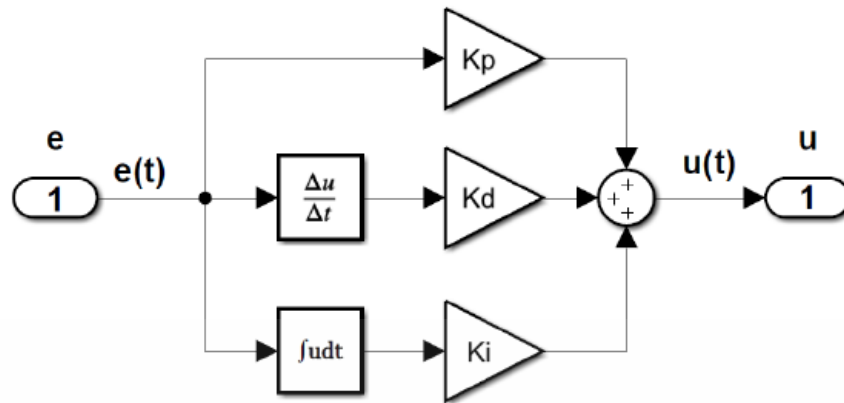 Kp
e
e(t)
1
Δu
Δt
Kd
+
+
+
u(t)
u
1
∫udt
Ki